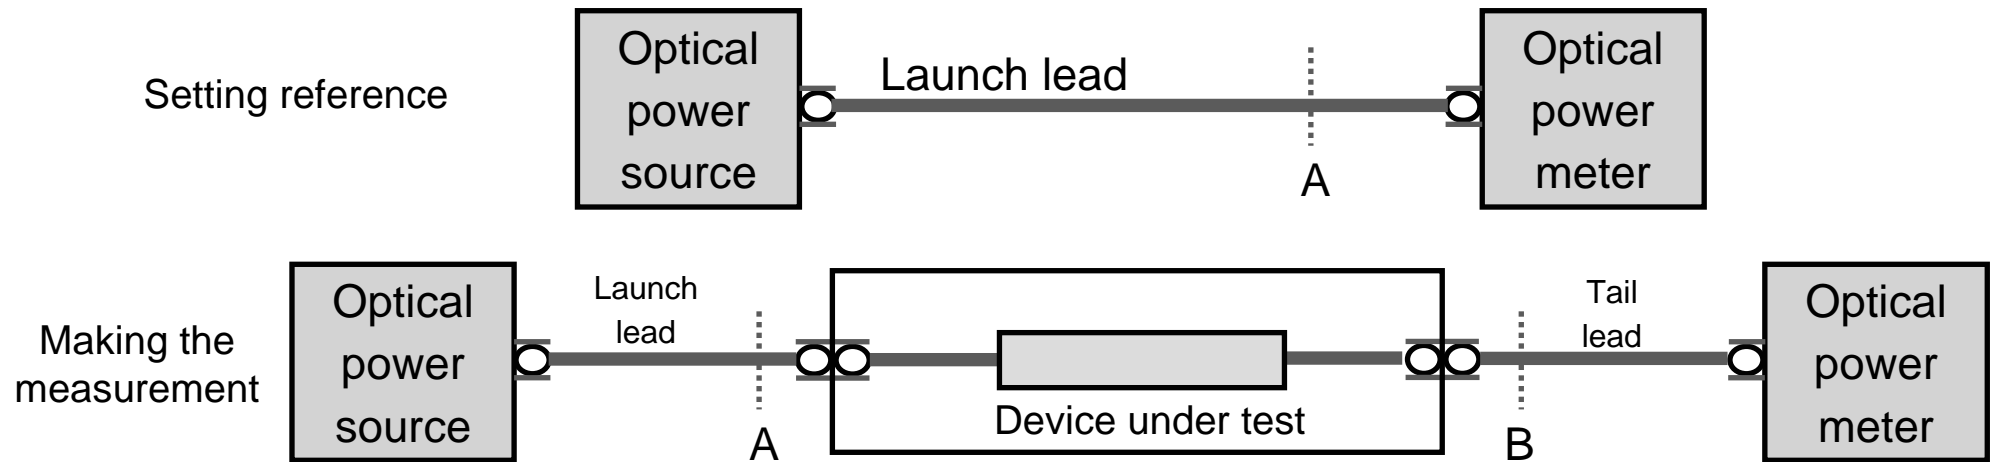 Setting reference
Optical
power
source
Launch lead
A
Optical
power
meter
Making the
measurement
Optical
power
source
Launch
lead
A
Device under test
B
Tail
lead
Optical
power
meter